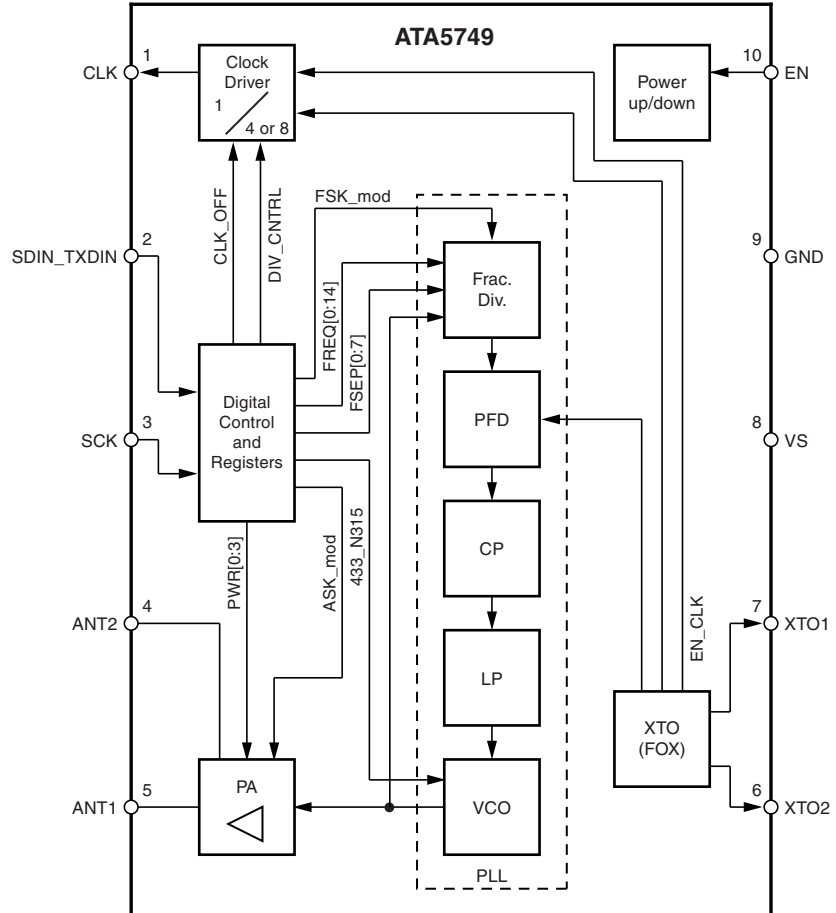 ATA5749
CLK
1
Clock
Driver
1
4 or 8
Power
up/down
10
EN
CLK_OFF
DIV_CNTRL
FSK_mod
2
SDIN_TXDIN
FREQ[0:14]
FSEP[0:7]
Frac.
Div.
9
GND
Digital
Control
and
Registers
3
SCK
PFD
8
VS
PWR[0:3]
ASK_mod
433_N315
CP
4
ANT2
LP
EN_CLK
7
XTO1
XTO
(FOX)
PA
5
ANT1
VCO
6
XTO2
PLL